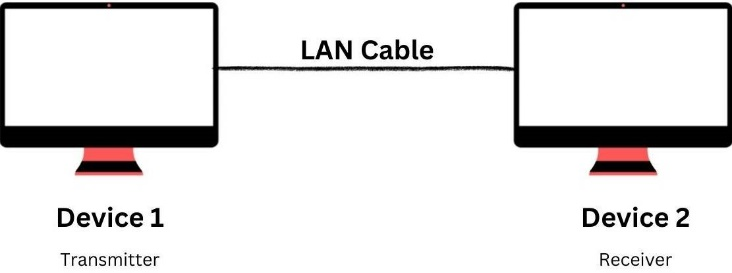 LAN Cable
Device 1
Transmitter
Device 2
Receiver